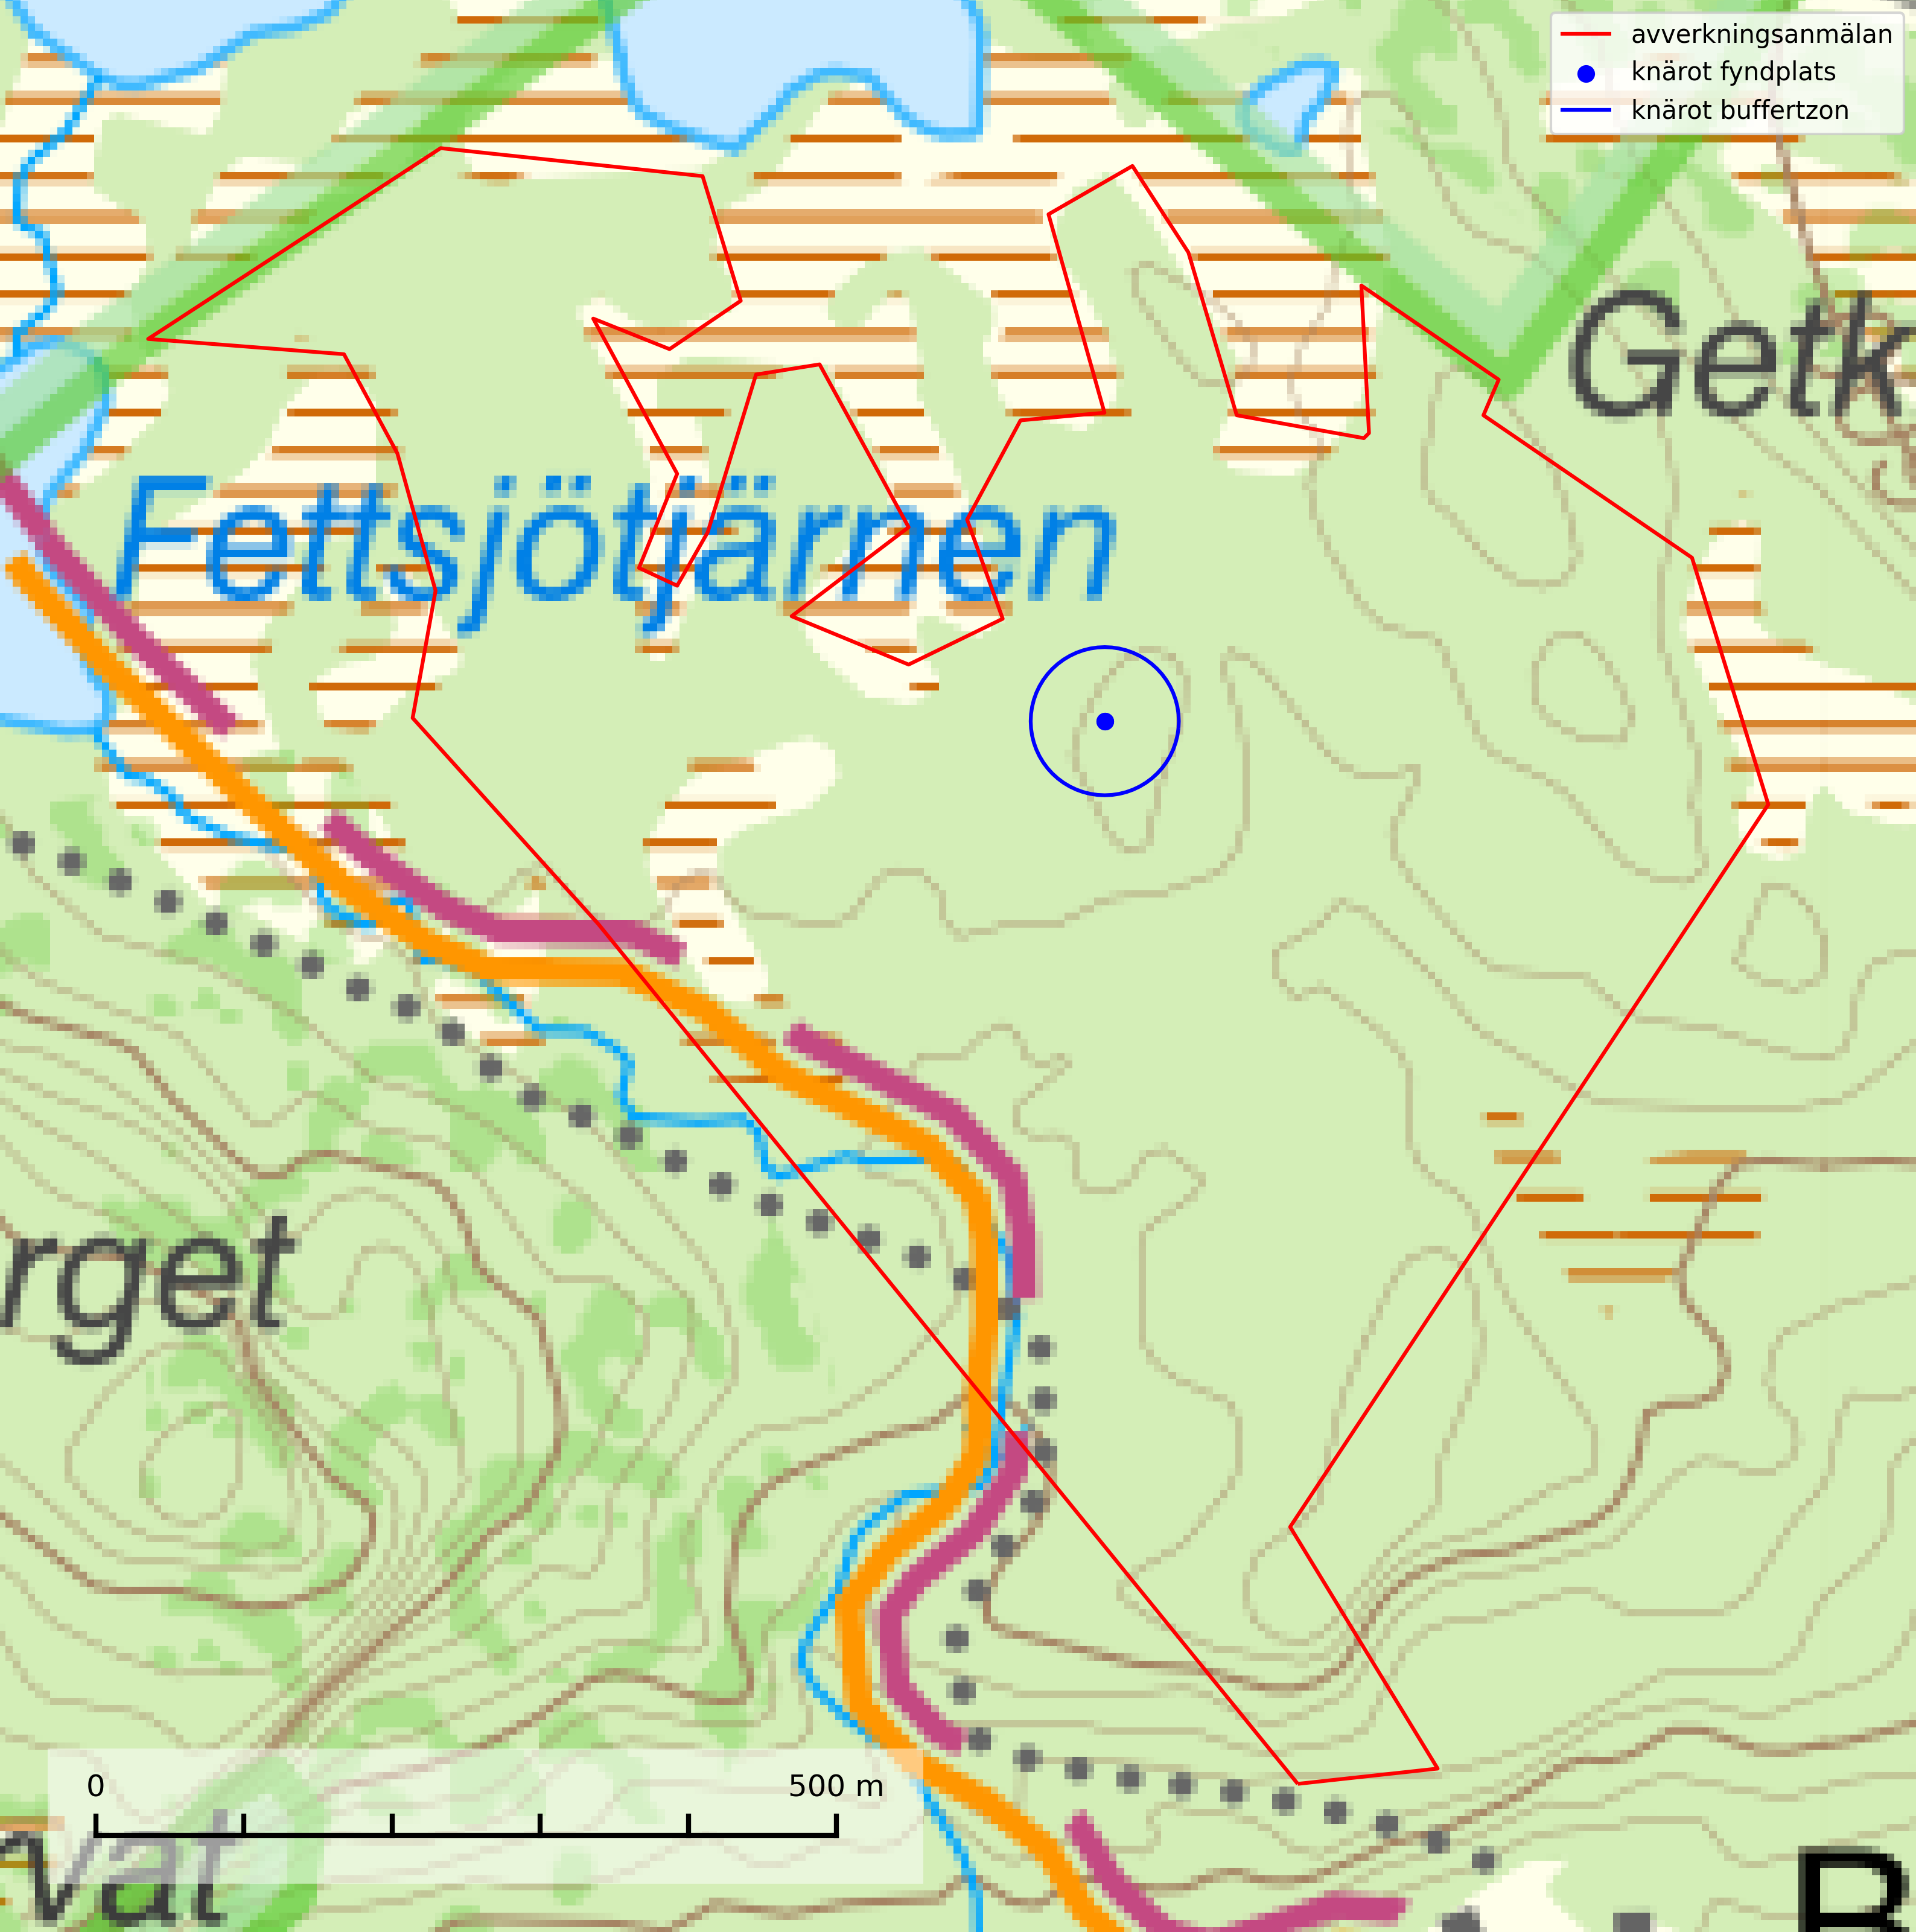 avverkningsanmälan
knärot fyndplats
knärot buffertzon
Getk
Fettsjötjärnen
rget
0 500 m
vat
B